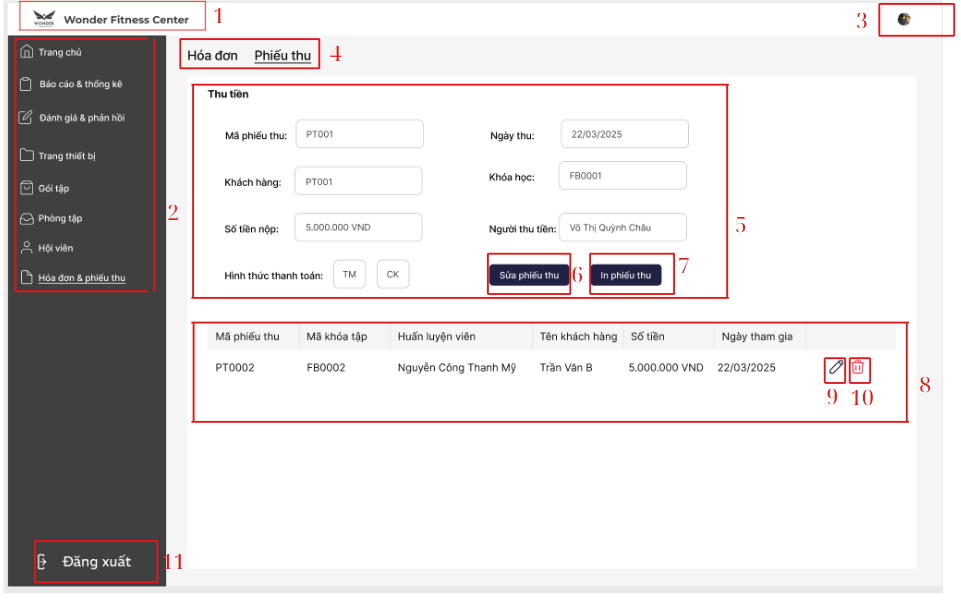 WONDER
Wonder Fitness Center
1
3
Trang chủ
Báo cáo & thống kê
Đánh giá & phản hồi
Trang thiết bị
Gói tập
Phòng tập
Hội viên
Hóa đơn & phiếu thu
2
Hóa đơn Phiếu thu
4
Thu tiền
Mã phiếu thu: PT001 Ngày thu: 22/03/2025
Khách hàng: PT001 Khóa học: FB0001
Số tiền nộp: 5.000.000 VND Người thu tiền: Võ Thị Quỳnh Châu
5
Hình thức thanh toán: TM CK Sửa phiếu thu 6 In phiếu thu 7
Mã phiếu thu Mã khóa tập Huấn luyện viên Tên khách hàng Số tiền Ngày tham gia
PT0002 FB0002 Nguyễn Công Thanh Mỹ Trần Văn B 5.000.000 VND 22/03/2025
8
9 10
Đăng xuất 11